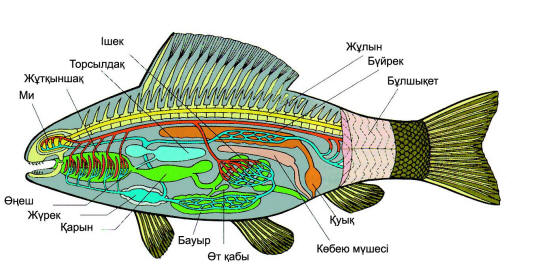 Ішек
Торсылдақ
Жұтқыншақ
Ми
Жұлын
Бүйрек
Бұлшықет
Өңеш
Жүрек
Қарын
Бауыр
Өт қабы
Көбею мүшесі
Қуық